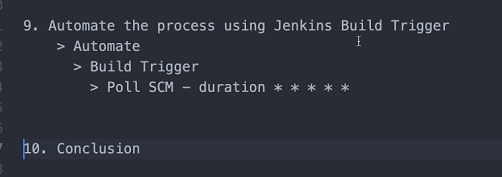 9. Automate the process using Jenkins Build Trigger
> Automate
> Build Trigger
> Poll SCM - duration * * * * *
10. Conclusion